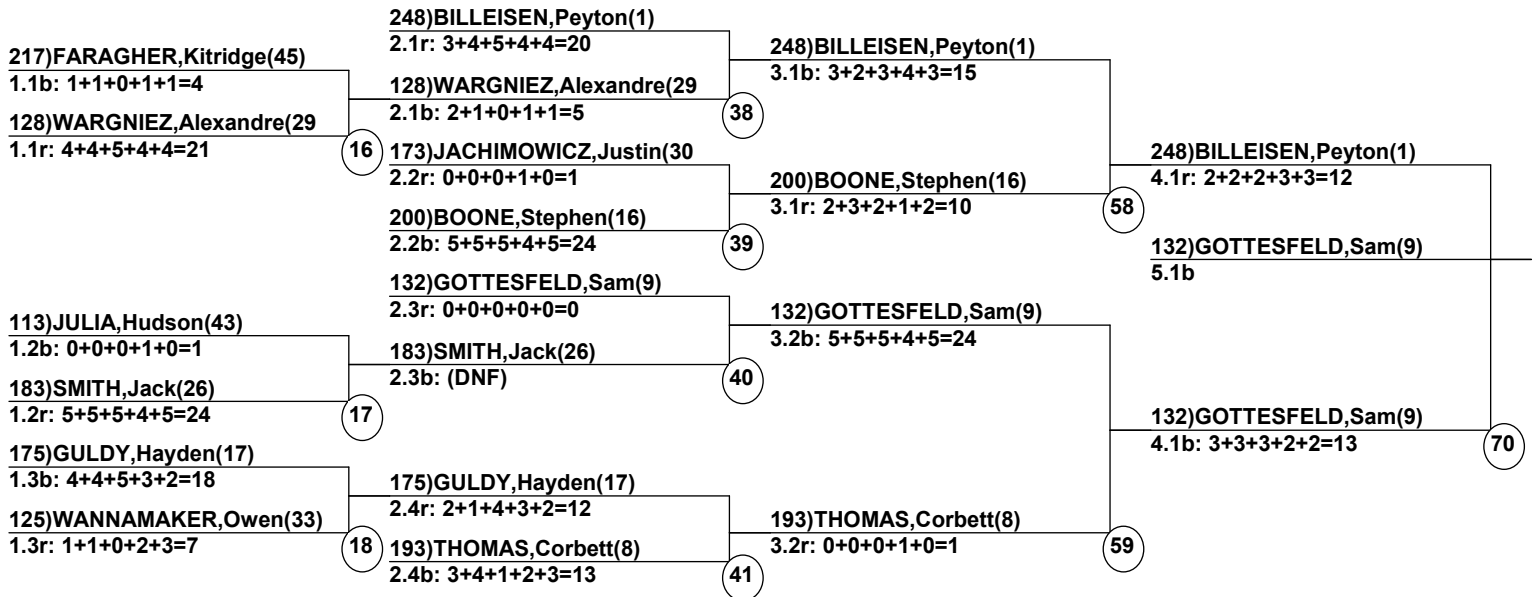 217)FARAGHER,Kitridge(45)
1.1b: 1+1+0+1+1=4
128)WARGNIEZ,Alexandre(29
1.1r: 4+4+5+4+4=21
16
113)JULIA,Hudson(43)
1.2b: 0+0+0+1+0=1
183)SMITH,Jack(26)
1.2r: 5+5+5+4+5=24
17
175)GULDY,Hayden(17)
1.3b: 4+4+5+3+2=18
125)WANNAMAKER,Owen(33)
1.3r: 1+1+0+2+3=7
18
248)BILLEISEN,Peyton(1)
2.1r: 3+4+5+4+4=20
128)WARGNIEZ,Alexandre(29
2.1b: 2+1+0+1+1=5
38
173)JACHIMOWICZ,Justin(30
2.2r: 0+0+0+1+0=1
200)BOONE,Stephen(16)
2.2b: 5+5+5+4+5=24
39
132)GOTTESFELD,Sam(9)
2.3r: 0+0+0+0+0=0
183)SMITH,Jack(26)
2.3b: (DNF)
40
175)GULDY,Hayden(17)
2.4r: 2+1+4+3+2=12
193)THOMAS,Corbett(8)
2.4b: 3+4+1+2+3=13
41
248)BILLEISEN,Peyton(1)
3.1b: 3+2+3+4+3=15
200)BOONE,Stephen(16)
3.1r: 2+3+2+1+2=10
58
132)GOTTESFELD,Sam(9)
3.2b: 5+5+5+4+5=24
193)THOMAS,Corbett(8)
3.2r: 0+0+0+1+0=1
59
248)BILLEISEN,Peyton(1)
4.1r: 2+2+2+3+3=12
132)GOTTESFELD,Sam(9)
5.1b
132)GOTTESFELD,Sam(9)
4.1b: 3+3+3+2+2=13
70